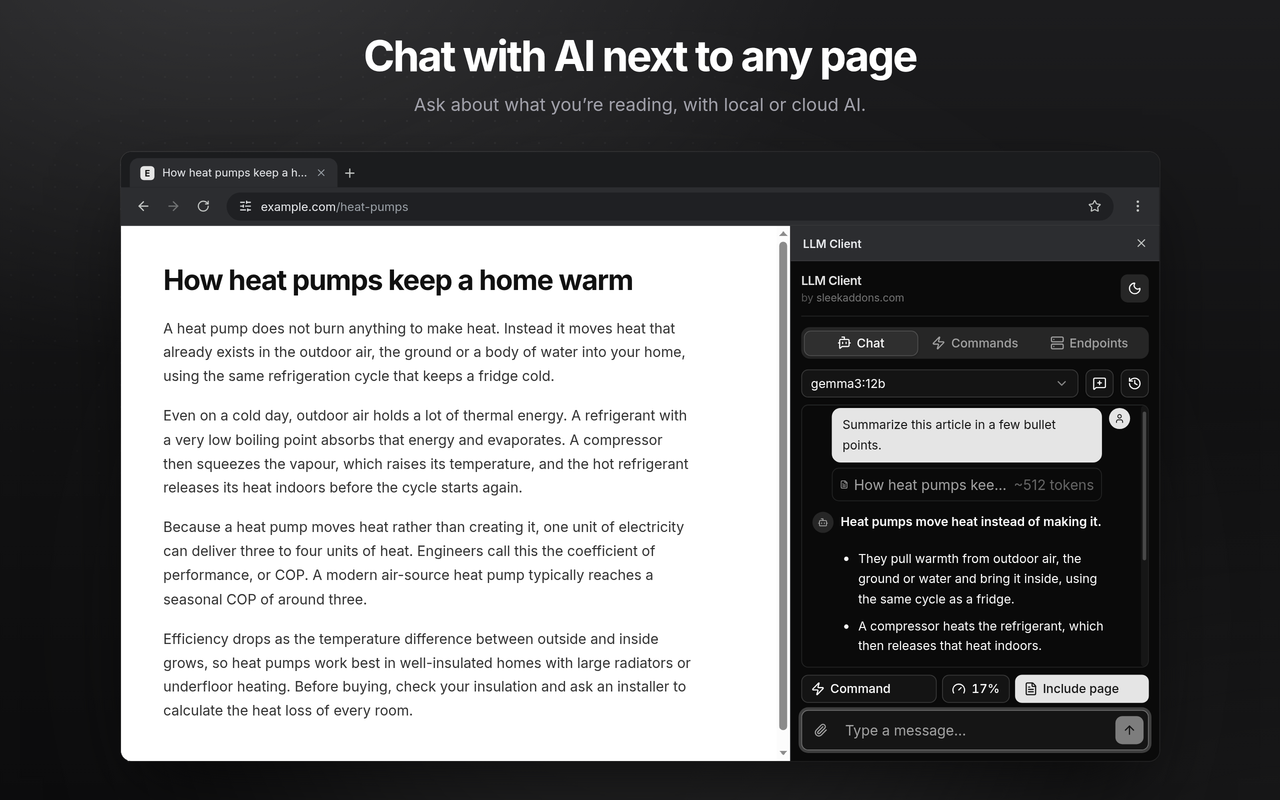 Chat with AI next to any page
Ask about what you’re reading, with local or cloud AI.
E How heat pumps keep a h...
example.com/heat-pumps
How heat pumps keep a home warm
A heat pump does not burn anything to make heat. Instead it moves heat that
already exists in the outdoor air, the ground or a body of water into your home,
using the same refrigeration cycle that keeps a fridge cold.
Even on a cold day, outdoor air holds a lot of thermal energy. A refrigerant with
a very low boiling point absorbs that energy and evaporates. A compressor
then squeezes the vapour, which raises its temperature, and the hot refrigerant
releases its heat indoors before the cycle starts again.
Because a heat pump moves heat rather than creating it, one unit of electricity
can deliver three to four units of heat. Engineers call this the coefficient of
performance, or COP. A modern air-source heat pump typically reaches a
seasonal COP of around three.
Efficiency drops as the temperature difference between outside and inside
grows, so heat pumps work best in well-insulated homes with large radiators or
underfloor heating. Before buying, check your insulation and ask an installer to
calculate the heat loss of every room.
LLM Client
LLM Client
by sleekaddons.com
Chat Commands Endpoints
gemma3:12b
Summarize this article in a few bullet
points.
How heat pumps kee... ~512 tokens
Heat pumps move heat instead of making it.
• They pull warmth from outdoor air, the
ground or water and bring it inside, using
the same cycle as a fridge.
• A compressor heats the refrigerant, which
then releases that heat indoors.
Command 17% Include page
Type a message...